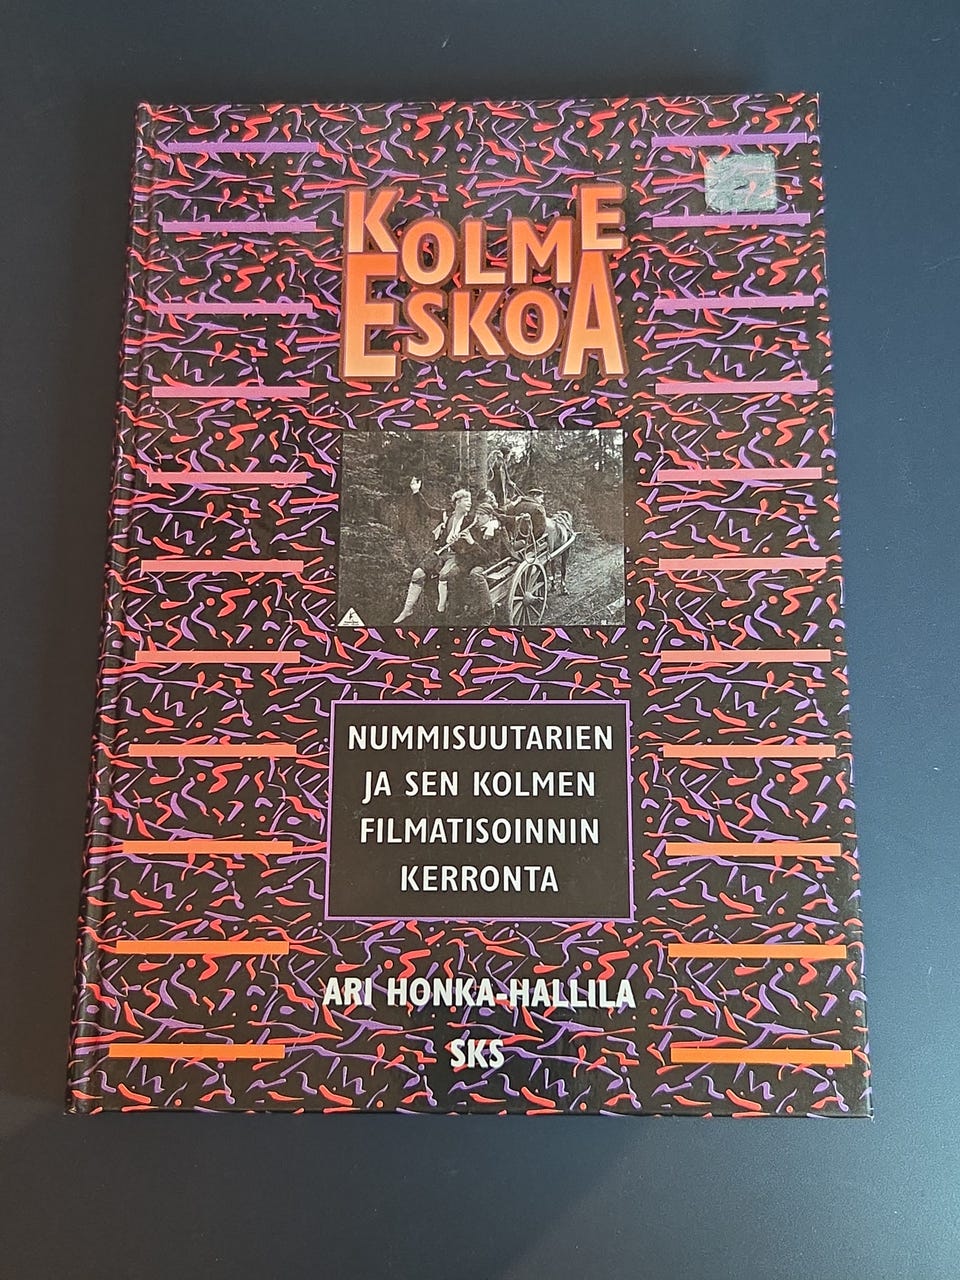 KOLME
ESKOA
NUMMISUUTARIEN
JA SEN KOLMEN
FILMATISOINNIN
KERRONTA
ARI HONKA-HALLILA
SKS